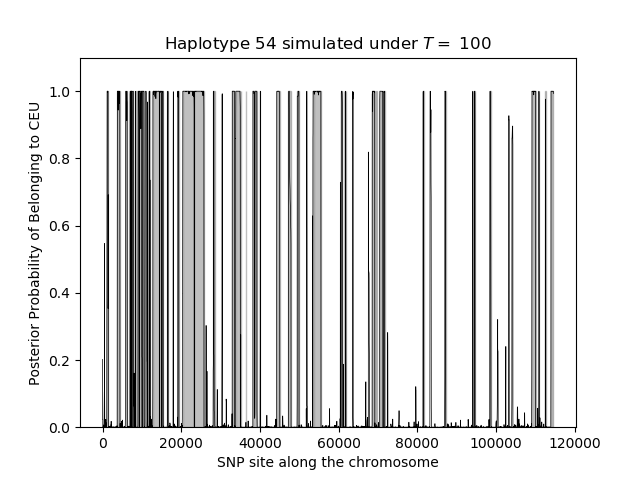 Haplotype 54 simulated under T = 100
Posterior Probability of Belonging to CEU
1.0
0.8
0.6
0.4
0.2
0.0
0 20000 40000 60000 80000 100000 120000
SNP site along the chromosome